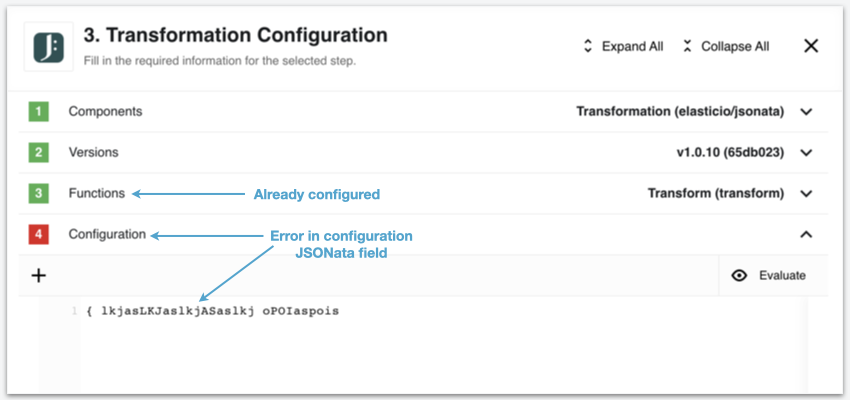 3. Transformation Configuration
Fill in the required information for the selected step.
Expand All
Collapse All
1 Components Transformation (elasticio/jsonata)
2 Versions v1.0.10 (65db023)
3 Functions Already configured Transform (transform)
4 Configuration Error in configuration
JSONata field
Evaluate
1 { lkjasLKJaslkjASaslkj oPOIaspois